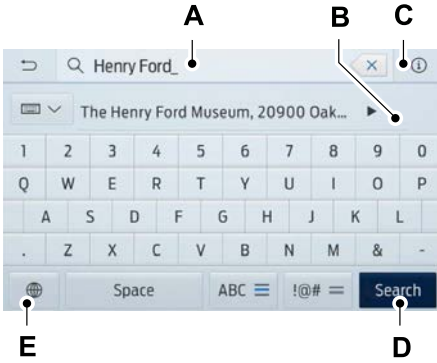 A B C
Henry Ford_
The Henry Ford Museum, 20900 Oak...
1 2 3 4 5 6 7 8 9 0
Q W E R T Y U I O P
A S D F G H J K L
. Z X C V B N M & -
Space ABC !@# Search
E D